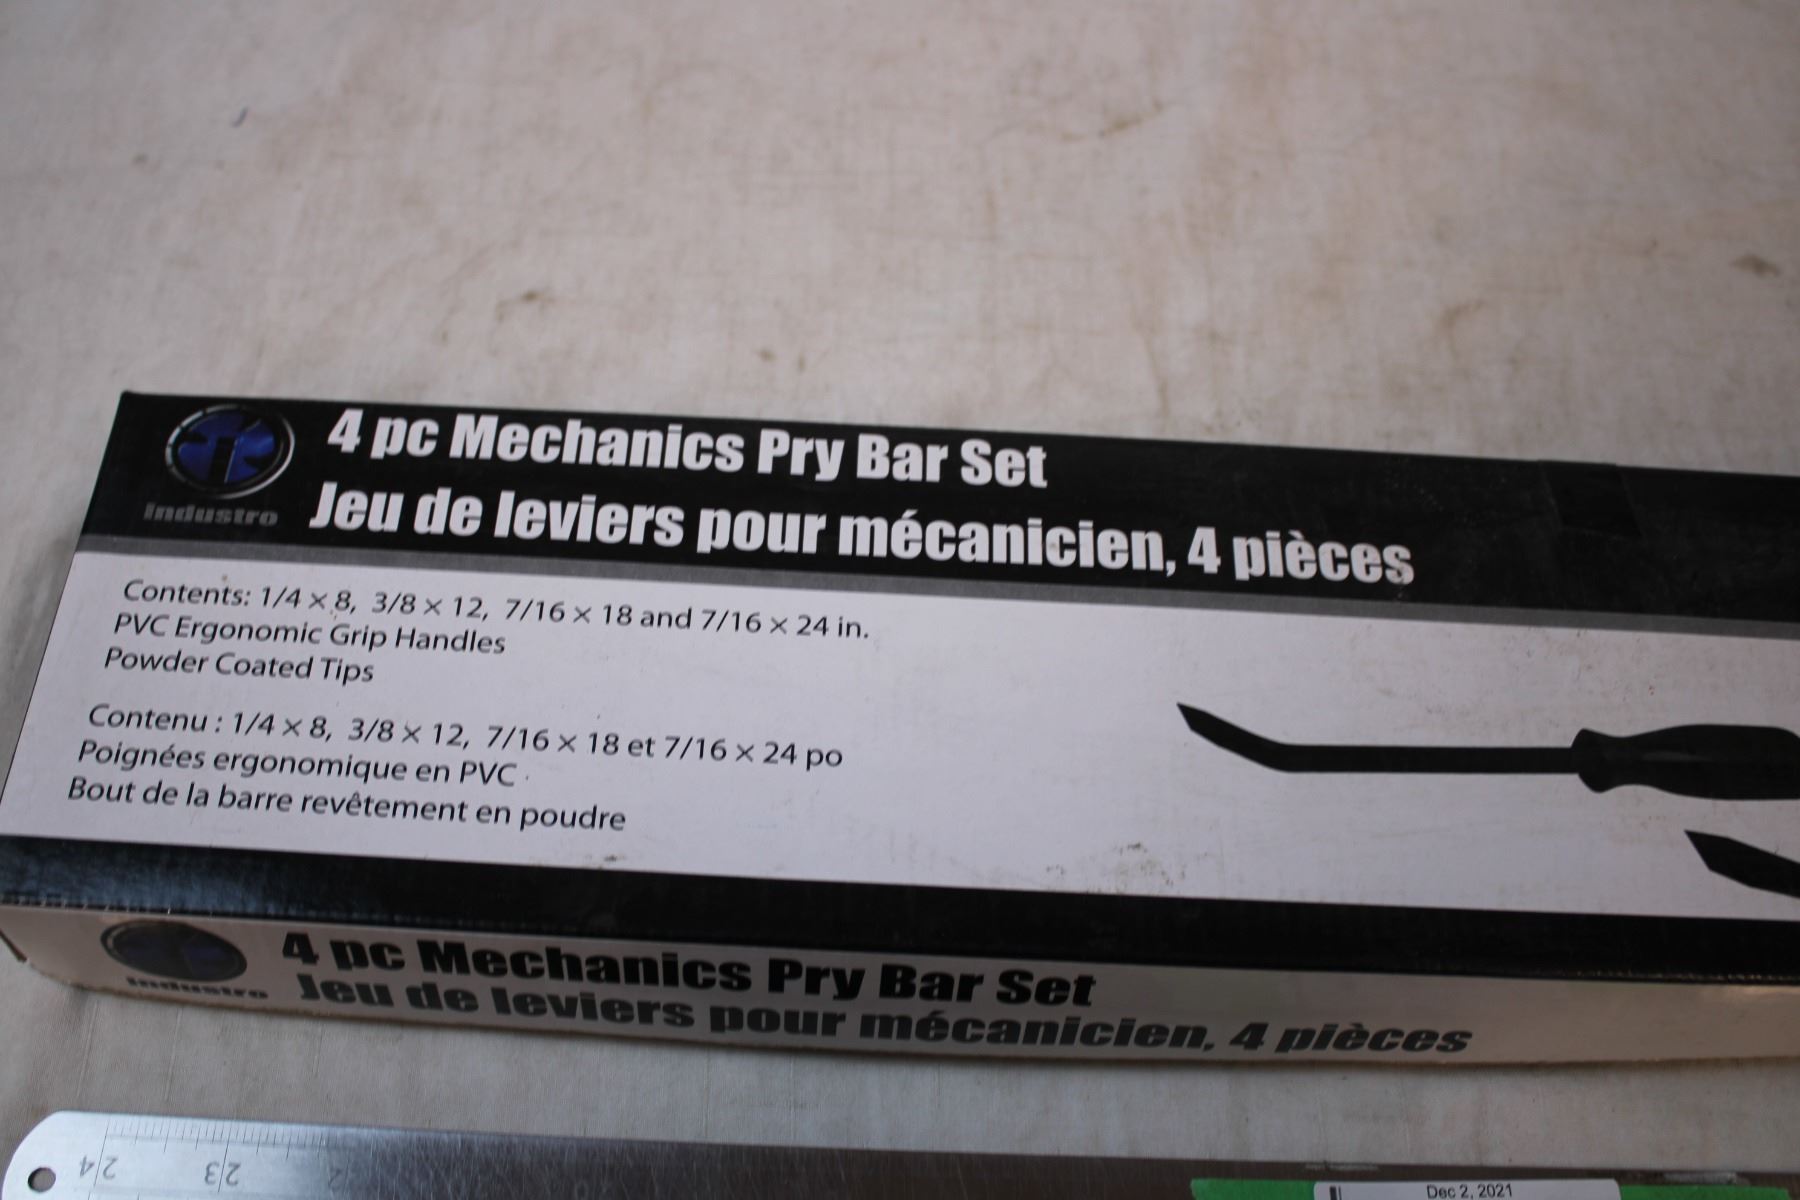 industro
4 pc Mechanics Pry Bar Set
Jeu de leviers pour mécanicien, 4 pièces
Contents: 1/4 × 8, 3/8 × 12, 7/16 × 18 and 7/16 × 24 in.
PVC Ergonomic Grip Handles
Powder Coated Tips
Contenu : 1/4 × 8, 3/8 × 12, 7/16 × 18 et 7/16 × 24 po
Poignées ergonomique en PVC
Bout de la barre revêtement en poudre
industro
4 pc Mechanics Pry Bar Set
Jeu de leviers pour mécanicien, 4 pièces
24 23
Dec 2, 2021